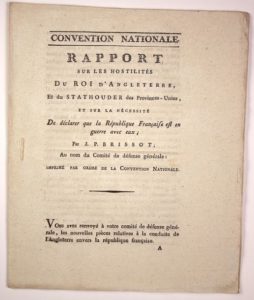 CONVENTION NATIONALE.
RAPPORT
SUR LES HOSTILITÉS
DU ROI D'ANGLETERRE,
Et du STATHOUDER des Provinces-Unies,
ET SUR LA NÉCESSITÉ
De déclarer que la République Française est en
guerre avec eux;
Par J. P. BRISSOT,
Au nom du Comité de défense générale:
IMPRIMÉ PAR ORDRE DE LA CONVENTION NATIONALE.
VOUS avez renvoyé à votre comité de défense générale,
les nouvelles pièces relatives à la conduite de
l'Angleterre envers la république française.
A